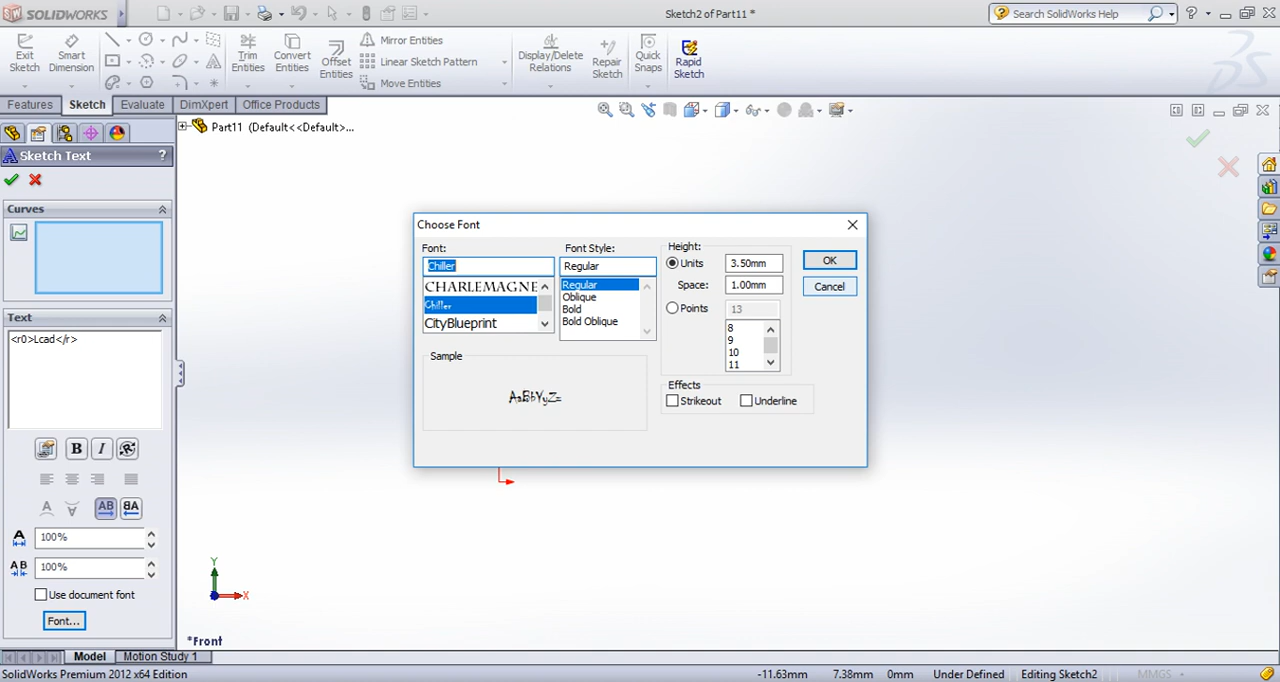 SOLIDWORKS
Sketch2 of Part11 *
Search SolidWorks Help
Exit Sketch
Smart Dimension
Trim Entities
Convert Entities
Offset Entities
Mirror Entities
Linear Sketch Pattern
Move Entities
Display/Delete Relations
Repair Sketch
Quick Snaps
Rapid Sketch
Features
Sketch
Evaluate
DimXpert
Office Products
Part11 (Default<<Default>...
Sketch Text
?
Curves
Text
<r0>Lcad</r>
B
I
AB
BA
A
100%
AB
100%
Use document font
Font...
Choose Font
Font:
Chiller
CHARLEMAGNE
Chiller
CityBlueprint
Font Style:
Regular
Regular
Oblique
Bold
Bold Oblique
Height:
Units
3.50mm
Space:
1.00mm
Points
13
8
9
10
11
OK
Cancel
Sample
AaBbYyZz
Effects
Strikeout
Underline
Y
X
*Front
Model
Motion Study 1
SolidWorks Premium 2012 x64 Edition
-11.63mm
7.38mm
0mm
Under Defined
Editing Sketch2
MMGS